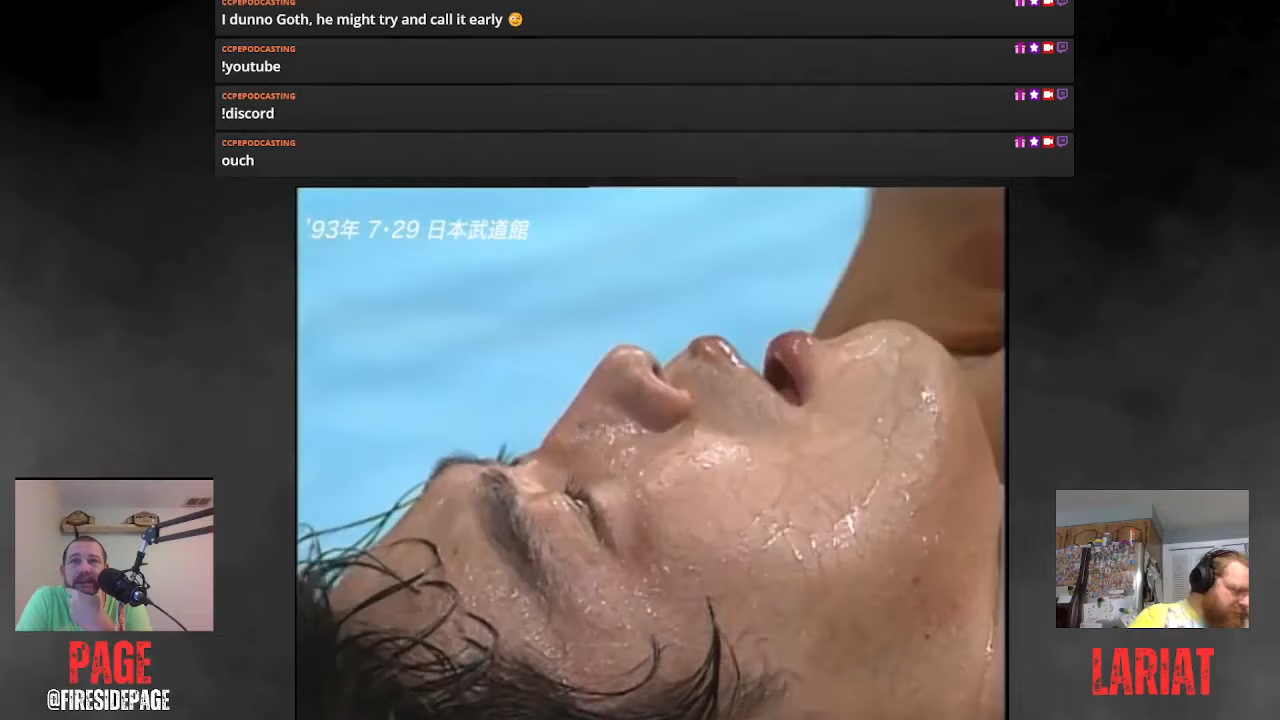 CCPEPODCASTING
I dunno Goth, he might try and call it early 🥴
CCPEPODCASTING
!youtube
CCPEPODCASTING
!discord
CCPEPODCASTING
ouch
'93年 7・29 日本武道館
PAGE
@FIRESIDEPAGE
LARIAT